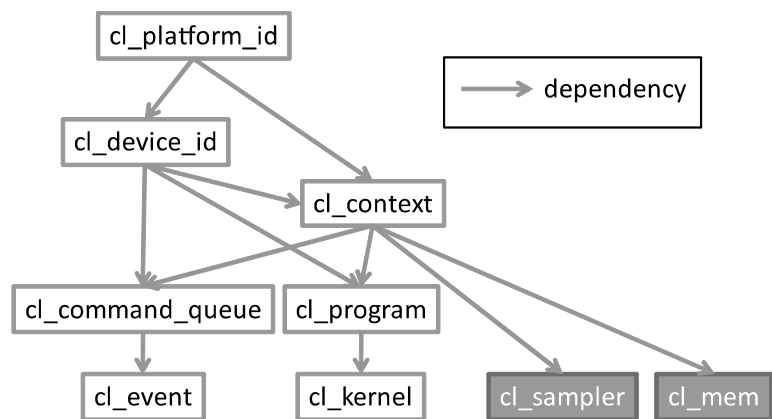 cl_platform_id
dependency
cl_device_id
cl_context
cl_command_queue
cl_program
cl_event
cl_kernel
cl_sampler
cl_mem